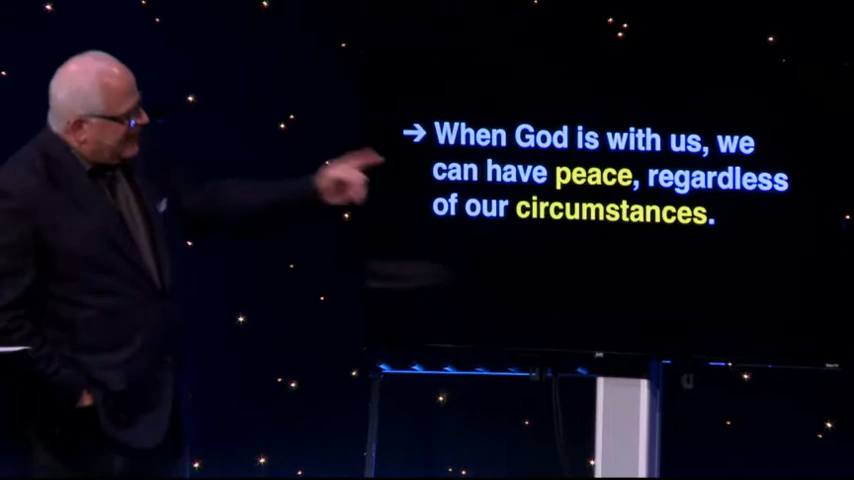 → When God is with us, we
can have peace, regardless
of our circumstances.